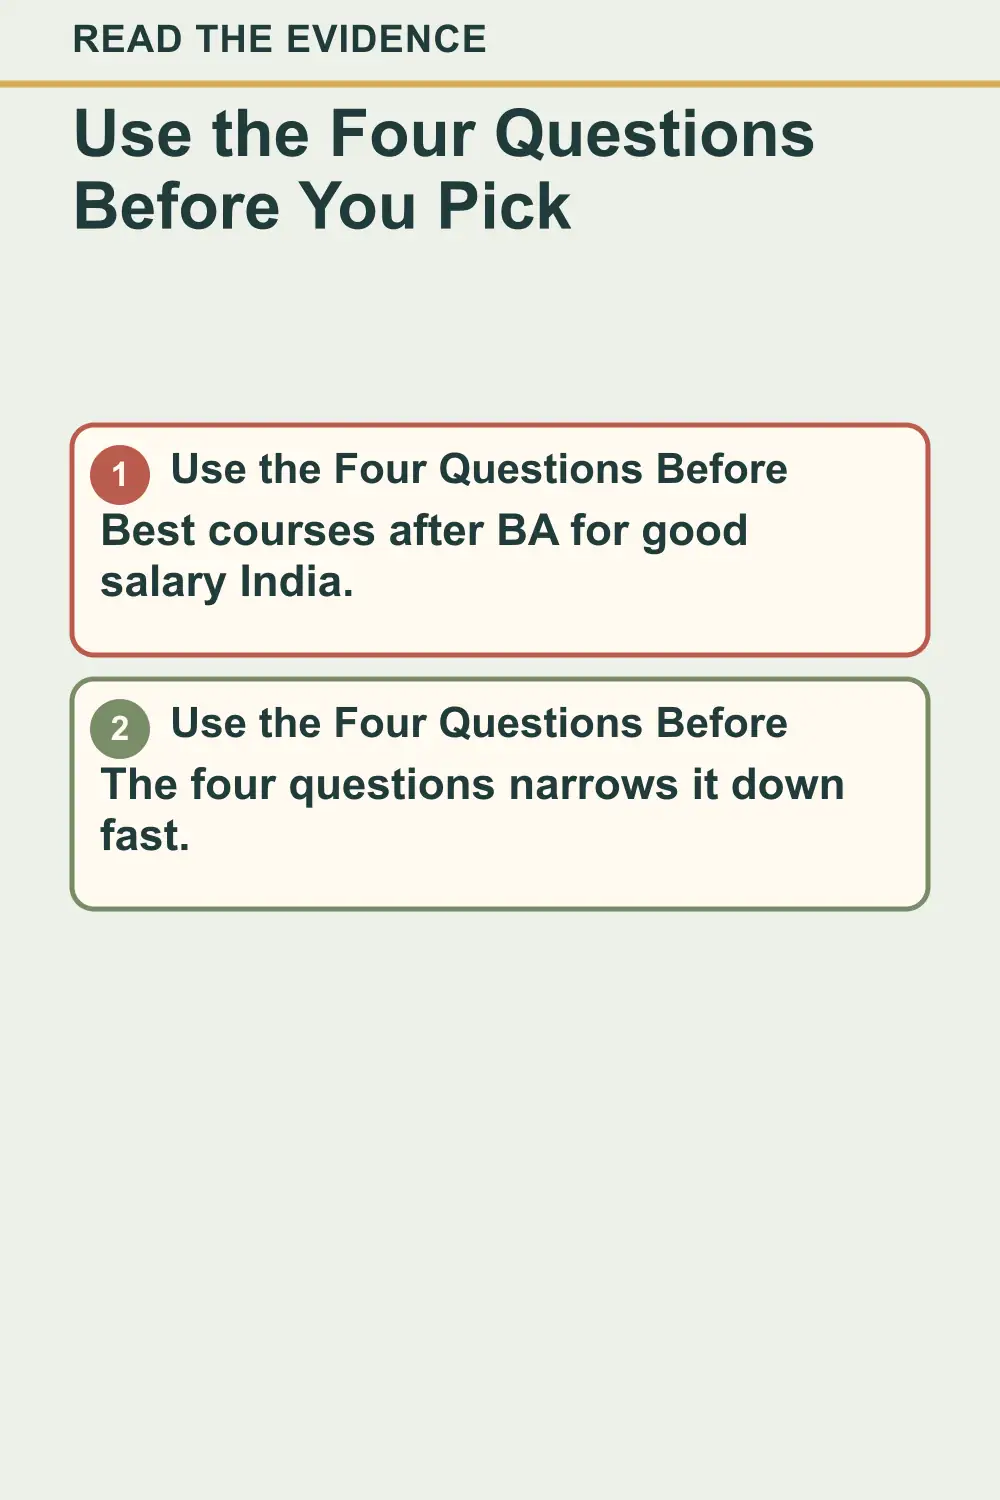 READ THE EVIDENCE
Use the Four Questions
Before You Pick
1 Use the Four Questions Before
Best courses after BA for good
salary India.
2 Use the Four Questions Before
The four questions narrows it down
fast.